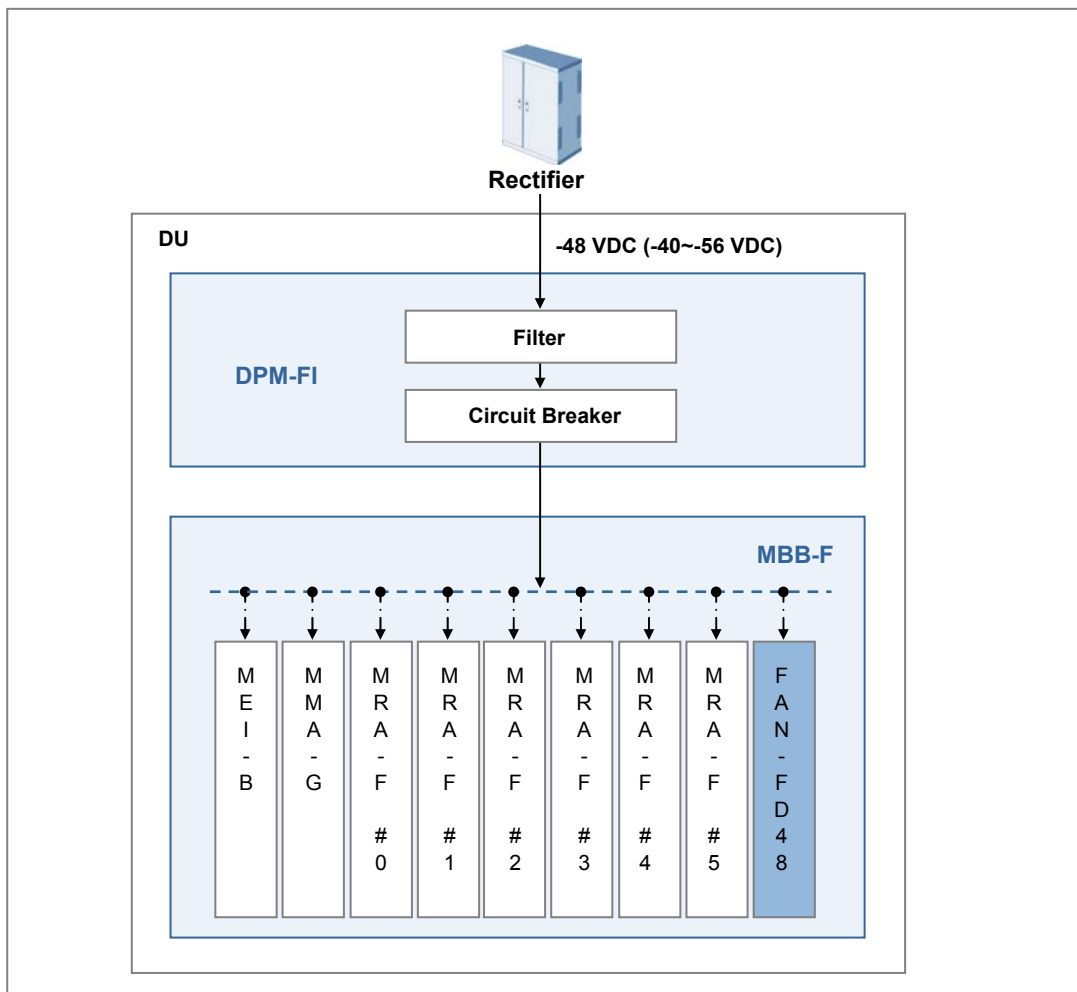 Rectifier
DU
-48 VDC (-40~-56 VDC)
Filter
DPM-FI
Circuit Breaker
MBB-F
MEI-B
MMA-G
MRA-F #0
MRA-F #1
MRA-F #2
MRA-F #3
MRA-F #4
MRA-F #5
FAN-FD48